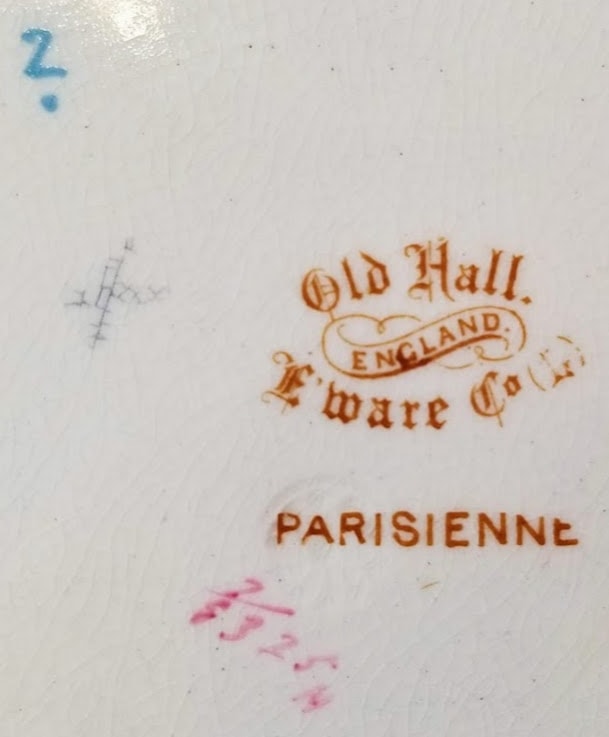 2
Old Hall.
ENGLAND.
E'ware Co (L)
PARISIENNE